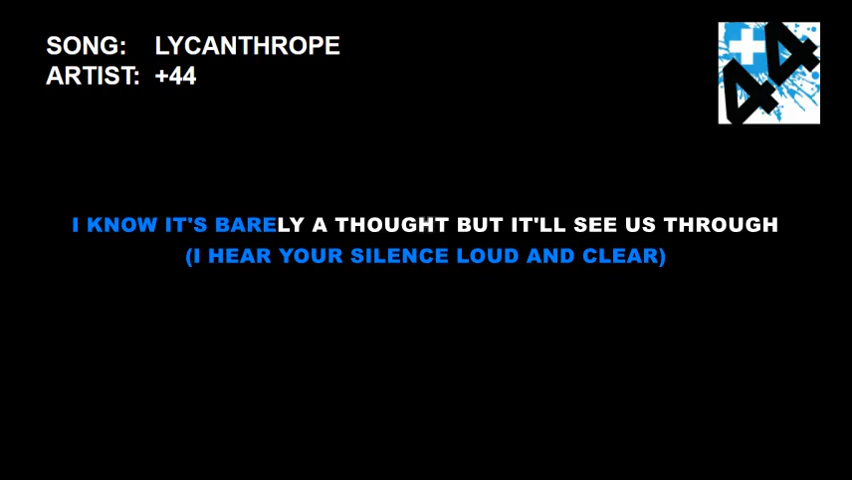 SONG: LYCANTHROPE
ARTIST: +44
+44
I KNOW IT'S BARELY A THOUGHT BUT IT'LL SEE US THROUGH
(I HEAR YOUR SILENCE LOUD AND CLEAR)